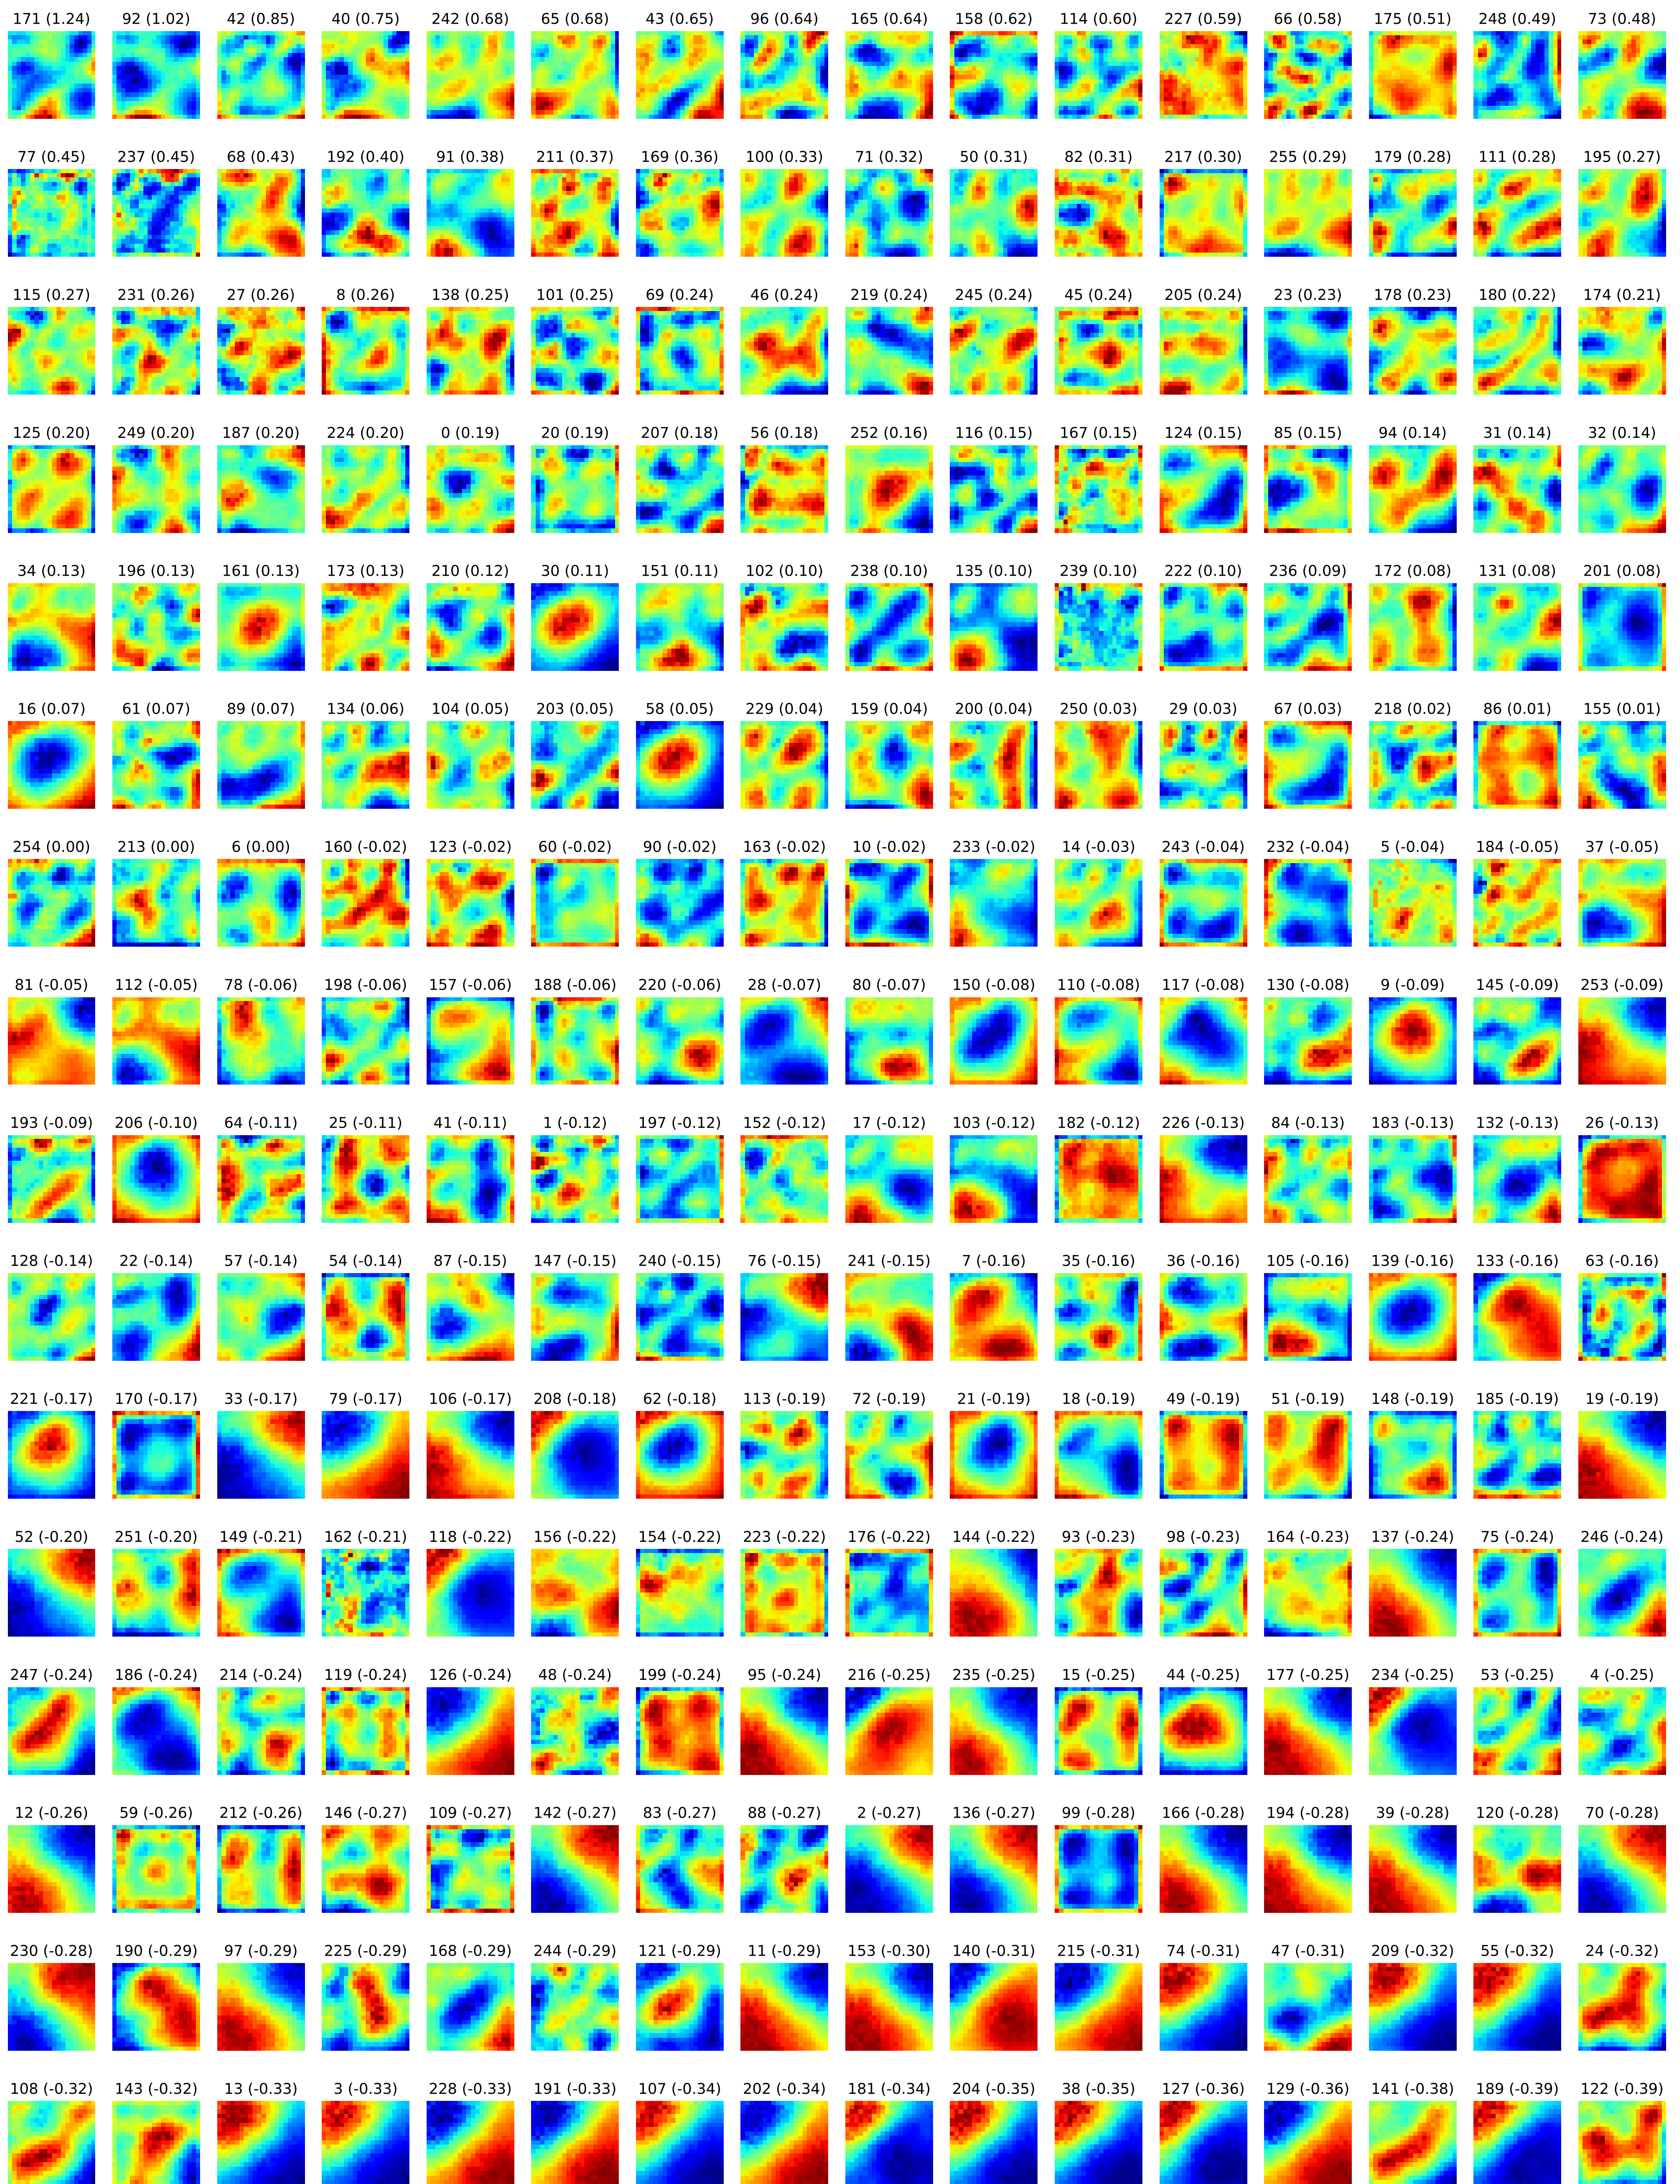 171 (1.24) 92 (1.02) 42 (0.85) 40 (0.75) 242 (0.68) 65 (0.68) 43 (0.65) 96 (0.64) 165 (0.64) 158 (0.62) 114 (0.60) 227 (0.59) 66 (0.58) 175 (0.51) 248 (0.49) 73 (0.48)
77 (0.45) 237 (0.45) 68 (0.43) 192 (0.40) 91 (0.38) 211 (0.37) 169 (0.36) 100 (0.33) 71 (0.32) 50 (0.31) 82 (0.31) 217 (0.30) 255 (0.29) 179 (0.28) 111 (0.28) 195 (0.27)
115 (0.27) 231 (0.26) 27 (0.26) 8 (0.26) 138 (0.25) 101 (0.25) 69 (0.24) 46 (0.24) 219 (0.24) 245 (0.24) 45 (0.24) 205 (0.24) 23 (0.23) 178 (0.23) 180 (0.22) 174 (0.21)
125 (0.20) 249 (0.20) 187 (0.20) 224 (0.20) 0 (0.19) 20 (0.19) 207 (0.18) 56 (0.18) 252 (0.16) 116 (0.15) 167 (0.15) 124 (0.15) 85 (0.15) 94 (0.14) 31 (0.14) 32 (0.14)
34 (0.13) 196 (0.13) 161 (0.13) 173 (0.13) 210 (0.12) 30 (0.11) 151 (0.11) 102 (0.10) 238 (0.10) 135 (0.10) 239 (0.10) 222 (0.10) 236 (0.09) 172 (0.08) 131 (0.08) 201 (0.08)
16 (0.07) 61 (0.07) 89 (0.07) 134 (0.06) 104 (0.05) 203 (0.05) 58 (0.05) 229 (0.04) 159 (0.04) 200 (0.04) 250 (0.03) 29 (0.03) 67 (0.03) 218 (0.02) 86 (0.01) 155 (0.01)
254 (0.00) 213 (0.00) 6 (0.00) 160 (-0.02) 123 (-0.02) 60 (-0.02) 90 (-0.02) 163 (-0.02) 10 (-0.02) 233 (-0.02) 14 (-0.03) 243 (-0.04) 232 (-0.04) 5 (-0.04) 184 (-0.05) 37 (-0.05)
81 (-0.05) 112 (-0.05) 78 (-0.06) 198 (-0.06) 157 (-0.06) 188 (-0.06) 220 (-0.06) 28 (-0.07) 80 (-0.07) 150 (-0.08) 110 (-0.08) 117 (-0.08) 130 (-0.08) 9 (-0.09) 145 (-0.09) 253 (-0.09)
193 (-0.09) 206 (-0.10) 64 (-0.11) 25 (-0.11) 41 (-0.11) 1 (-0.12) 197 (-0.12) 152 (-0.12) 17 (-0.12) 103 (-0.12) 182 (-0.12) 226 (-0.13) 84 (-0.13) 183 (-0.13) 132 (-0.13) 26 (-0.13)
128 (-0.14) 22 (-0.14) 57 (-0.14) 54 (-0.14) 87 (-0.15) 147 (-0.15) 240 (-0.15) 76 (-0.15) 241 (-0.15) 7 (-0.16) 35 (-0.16) 36 (-0.16) 105 (-0.16) 139 (-0.16) 133 (-0.16) 63 (-0.16)
221 (-0.17) 170 (-0.17) 33 (-0.17) 79 (-0.17) 106 (-0.17) 208 (-0.18) 62 (-0.18) 113 (-0.19) 72 (-0.19) 21 (-0.19) 18 (-0.19) 49 (-0.19) 51 (-0.19) 148 (-0.19) 185 (-0.19) 19 (-0.19)
52 (-0.20) 251 (-0.20) 149 (-0.21) 162 (-0.21) 118 (-0.22) 156 (-0.22) 154 (-0.22) 223 (-0.22) 176 (-0.22) 144 (-0.22) 93 (-0.23) 98 (-0.23) 164 (-0.23) 137 (-0.24) 75 (-0.24) 246 (-0.24)
247 (-0.24) 186 (-0.24) 214 (-0.24) 119 (-0.24) 126 (-0.24) 48 (-0.24) 199 (-0.24) 95 (-0.24) 216 (-0.25) 235 (-0.25) 15 (-0.25) 44 (-0.25) 177 (-0.25) 234 (-0.25) 53 (-0.25) 4 (-0.25)
12 (-0.26) 59 (-0.26) 212 (-0.26) 146 (-0.27) 109 (-0.27) 142 (-0.27) 83 (-0.27) 88 (-0.27) 2 (-0.27) 136 (-0.27) 99 (-0.28) 166 (-0.28) 194 (-0.28) 39 (-0.28) 120 (-0.28) 70 (-0.28)
230 (-0.28) 190 (-0.29) 97 (-0.29) 225 (-0.29) 168 (-0.29) 244 (-0.29) 121 (-0.29) 11 (-0.29) 153 (-0.30) 140 (-0.31) 215 (-0.31) 74 (-0.31) 47 (-0.31) 209 (-0.32) 55 (-0.32) 24 (-0.32)
108 (-0.32) 143 (-0.32) 13 (-0.33) 3 (-0.33) 228 (-0.33) 191 (-0.33) 107 (-0.34) 202 (-0.34) 181 (-0.34) 204 (-0.35) 38 (-0.35) 127 (-0.36) 129 (-0.36) 141 (-0.38) 189 (-0.39) 122 (-0.39)